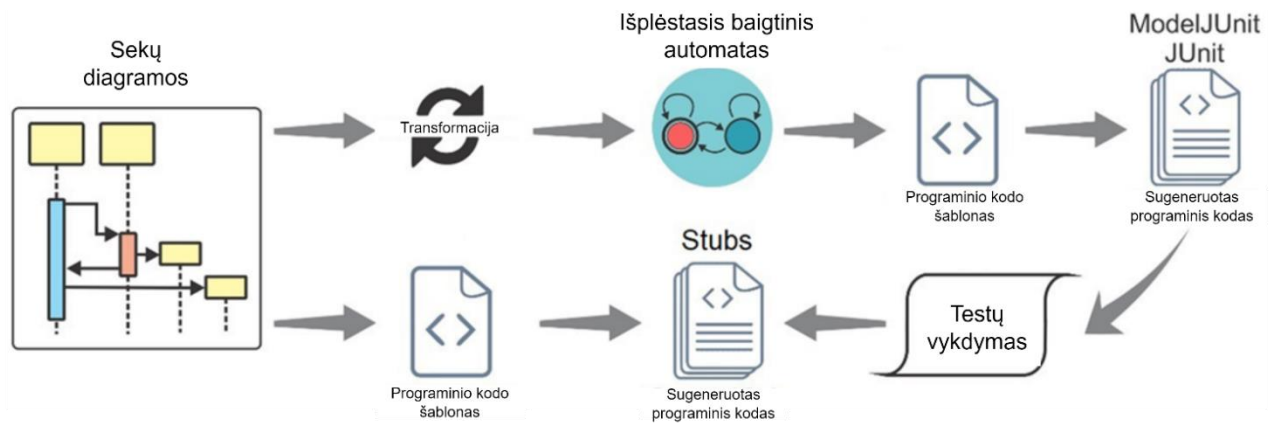 Sekų
diagramos
Transformacija
Išplėstasis baigtinis
automatas
Programinio kodo
šablonas
ModelJUnit
JUnit
Sugeneruotas
programinis kodas
Programinio kodo
šablonas
Stubs
Sugeneruotas
programinis kodas
Testų
vykdymas